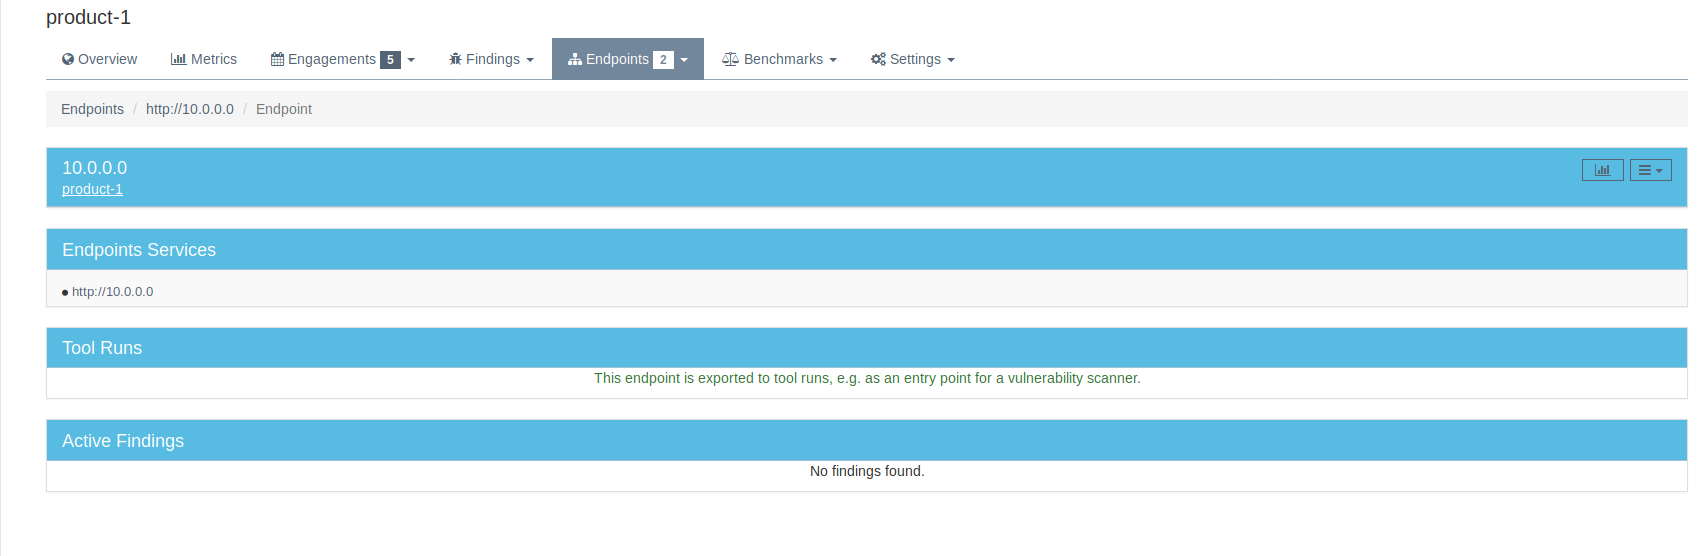 product-1
Overview Metrics Engagements 5 Findings Endpoints 2 Benchmarks Settings
Endpoints / http://10.0.0.0 / Endpoint
10.0.0.0
product-1
Endpoints Services
http://10.0.0.0
Tool Runs
This endpoint is exported to tool runs, e.g. as an entry point for a vulnerability scanner.
Active Findings
No findings found.